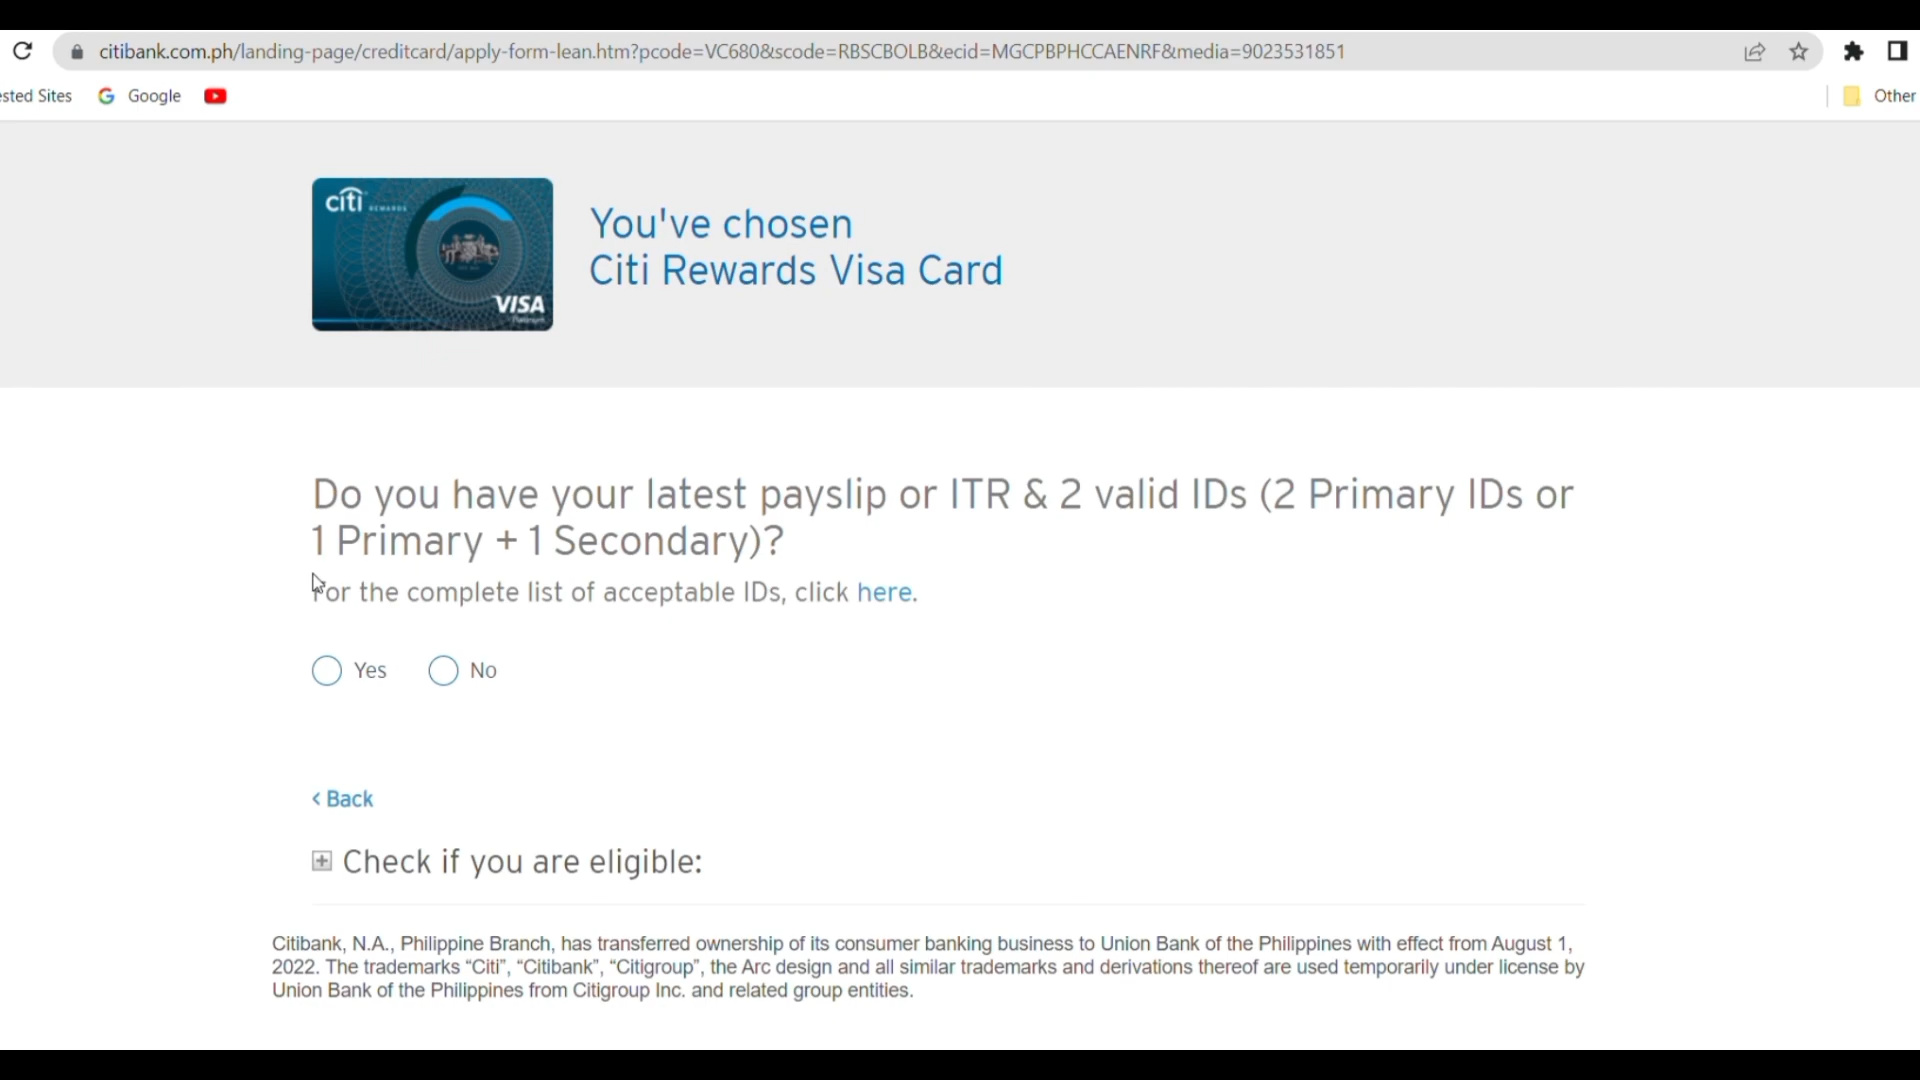 citibank.com.ph/landing-page/creditcard/apply-form-lean.htm?pcode=VC680&scode=RBSCBOLB&ecid=MGCPBPHCCAENRF&media=9023531851
ested Sites Google Other
citi REWARDS
VISA
Platinum
You've chosen
Citi Rewards Visa Card
Do you have your latest payslip or ITR & 2 valid IDs (2 Primary IDs or
1 Primary + 1 Secondary)?
For the complete list of acceptable IDs, click here.
Yes No
< Back
Check if you are eligible:
Citibank, N.A., Philippine Branch, has transferred ownership of its consumer banking business to Union Bank of the Philippines with effect from August 1,
2022. The trademarks “Citi”, “Citibank”, “Citigroup”, the Arc design and all similar trademarks and derivations thereof are used temporarily under license by
Union Bank of the Philippines from Citigroup Inc. and related group entities.